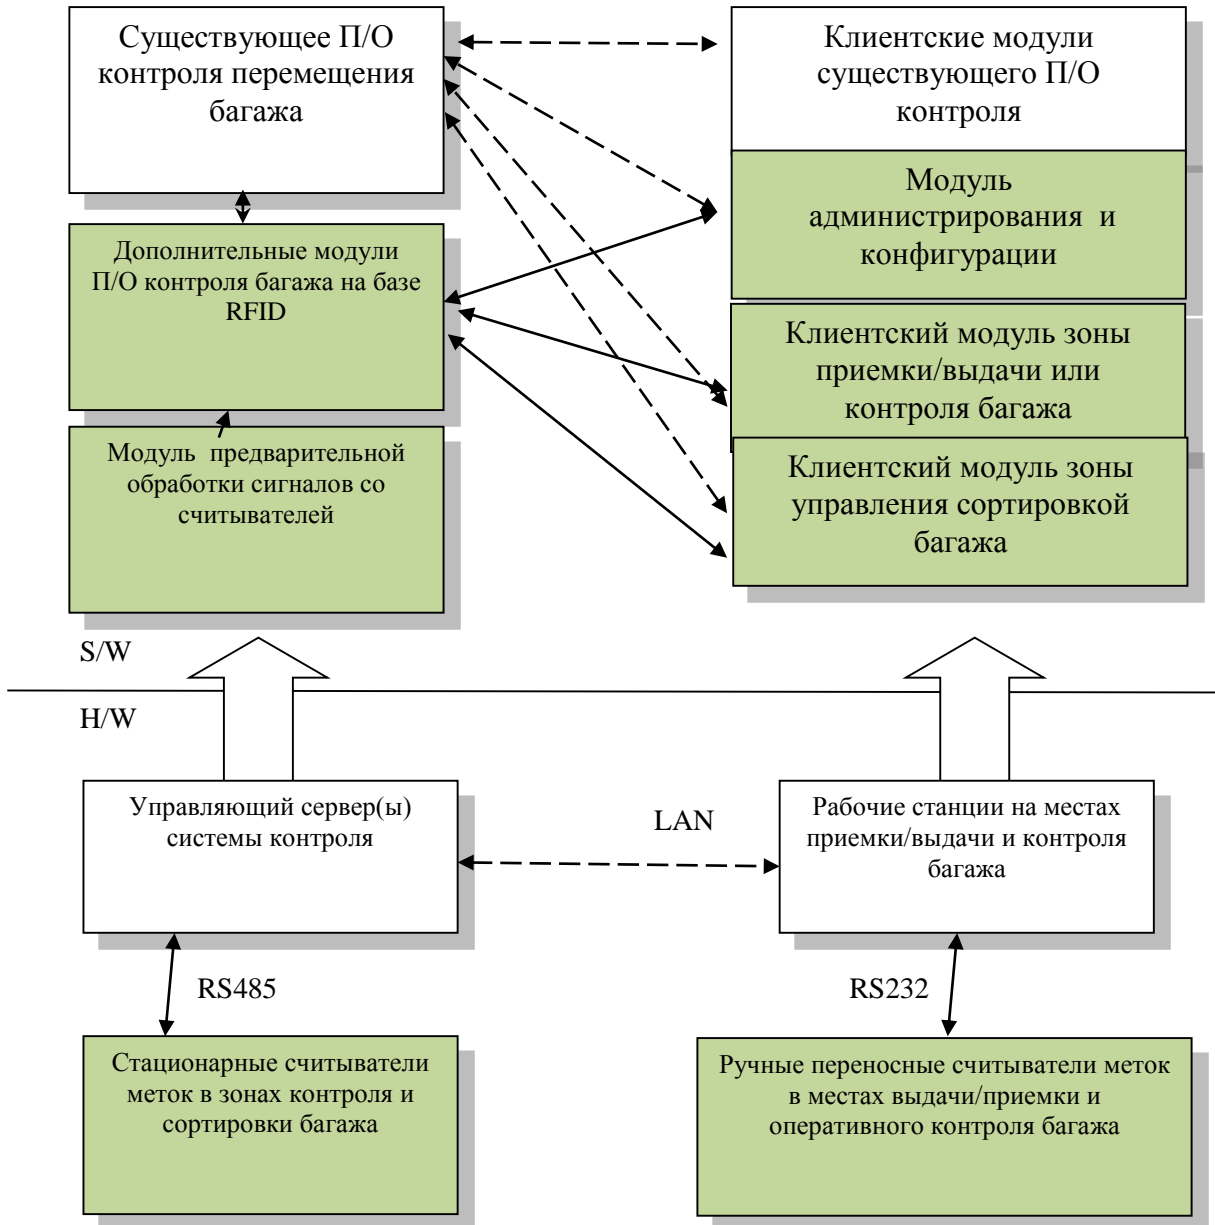 Существующее П/О
контроля перемещения
багажа
Клиентские модули
существующего П/О
контроля
Модуль
администрирования и
конфигурации
Дополнительные модули
П/О контроля багажа на базе
RFID
Клиентский модуль зоны
приемки/выдачи или
контроля багажа
Модуль предварительной
обработки сигналов со
считывателей
Клиентский модуль зоны
управления сортировкой
багажа
S/W
H/W
Управляющий сервер(ы)
системы контроля
LAN
Рабочие станции на местах
приемки/выдачи и контроля
багажа
RS485
RS232
Стационарные считыватели
меток в зонах контроля и
сортировки багажа
Ручные переносные считыватели меток
в местах выдачи/приемки и
оперативного контроля багажа